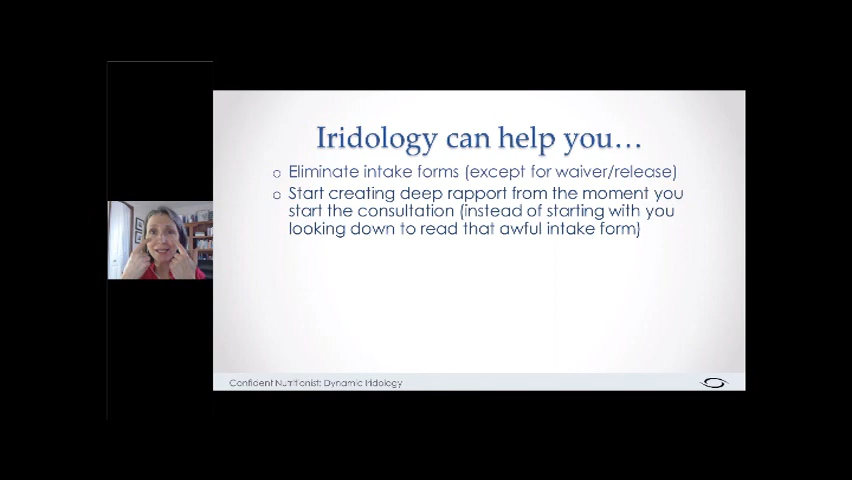 Iridology can help you…
Eliminate intake forms (except for waiver/release)
Start creating deep rapport from the moment you
start the consultation (instead of starting with you
looking down to read that awful intake form)
Confident Nutritionist: Dynamic Iridology